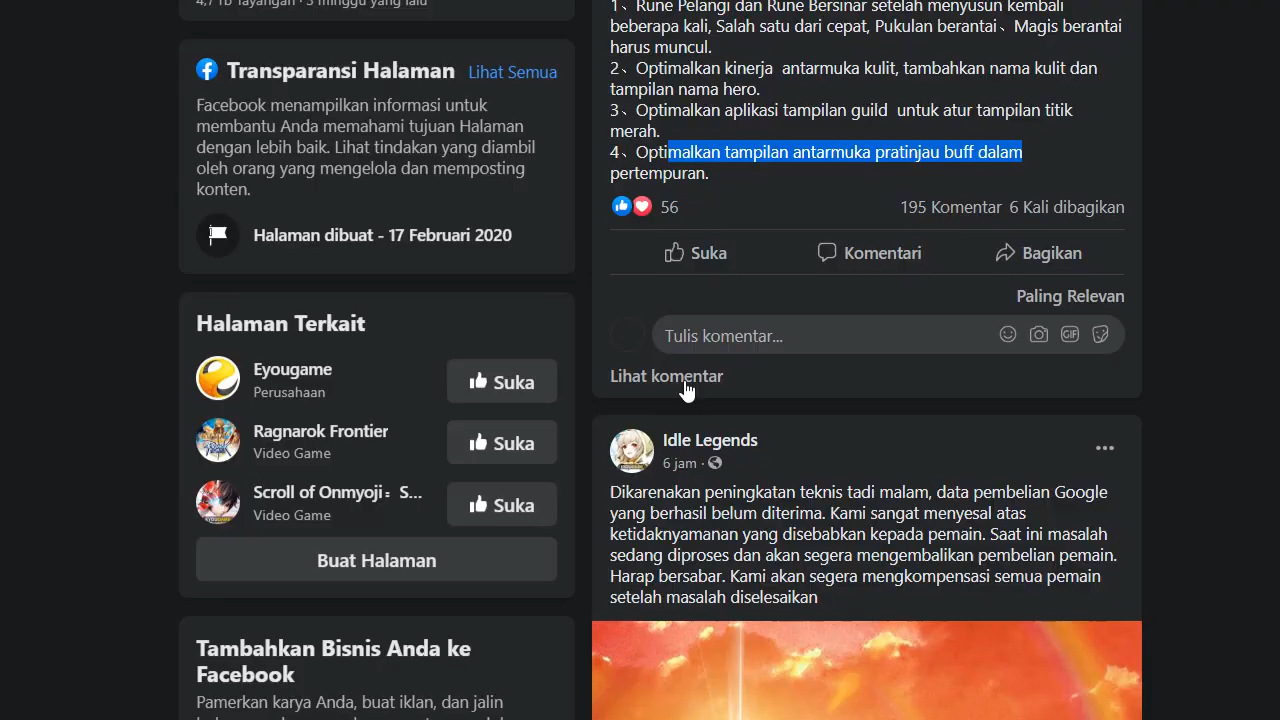 4,7 rb Tayangan · 3 minggu yang lalu
Transparansi Halaman
Lihat Semua
Facebook menampilkan informasi untuk
membantu Anda memahami tujuan Halaman
dengan lebih baik. Lihat tindakan yang diambil
oleh orang yang mengelola dan memposting
konten.
Halaman dibuat - 17 Februari 2020
Halaman Terkait
Eyougame
Perusahaan
Suka
Ragnarok Frontier
Video Game
Suka
Scroll of Onmyoji：S...
Video Game
Suka
Buat Halaman
Tambahkan Bisnis Anda ke
Facebook
Pamerkan karya Anda, buat iklan, dan jalin
1、Rune Pelangi dan Rune Bersinar setelah menyusun kembali
beberapa kali, Salah satu dari cepat, Pukulan berantai、Magis berantai
harus muncul.
2、Optimalkan kinerja  antarmuka kulit, tambahkan nama kulit dan
tampilan nama hero.
3、Optimalkan aplikasi tampilan guild  untuk atur tampilan titik
merah.
4、Optimalkan tampilan antarmuka pratinjau buff dalam
pertempuran.
56
195 Komentar 6 Kali dibagikan
Suka
Komentari
Bagikan
Paling Relevan
Tulis komentar...
GIF
Lihat komentar
Idle Legends
6 jam ·
Dikarenakan peningkatan teknis tadi malam, data pembelian Google
yang berhasil belum diterima. Kami sangat menyesal atas
ketidaknyamanan yang disebabkan kepada pemain. Saat ini masalah
sedang diproses dan akan segera mengembalikan pembelian pemain.
Harap bersabar. Kami akan segera mengkompensasi semua pemain
setelah masalah diselesaikan